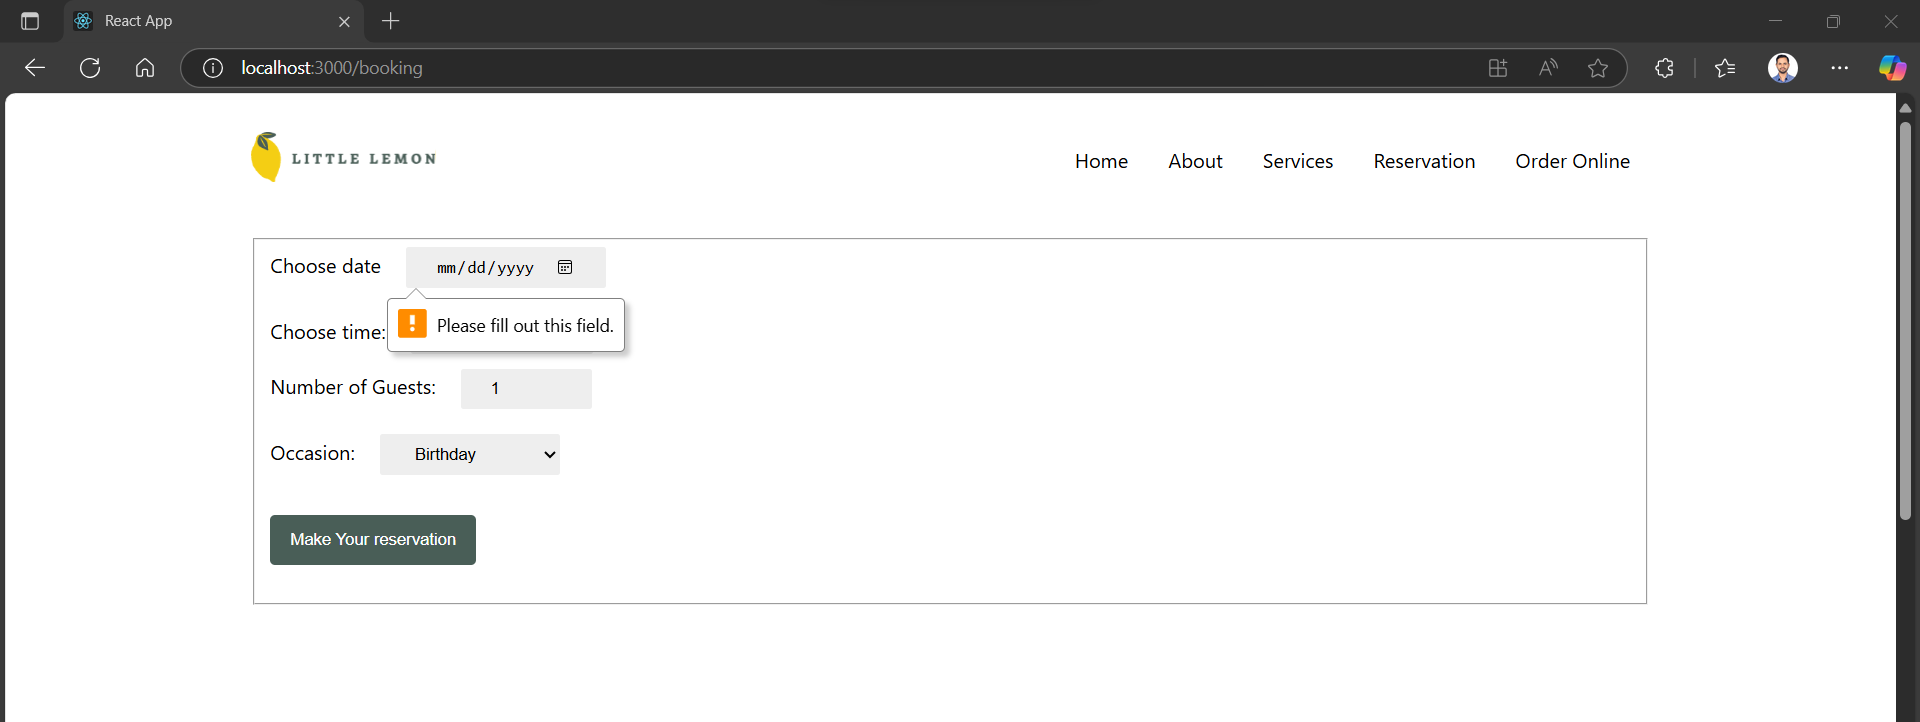 React App
localhost:3000/booking
LITTLE LEMON
Home About Services Reservation Order Online
Choose date mm/dd/yyyy
Please fill out this field.
Choose time:
Number of Guests: 1
Occasion: Birthday
Make Your reservation